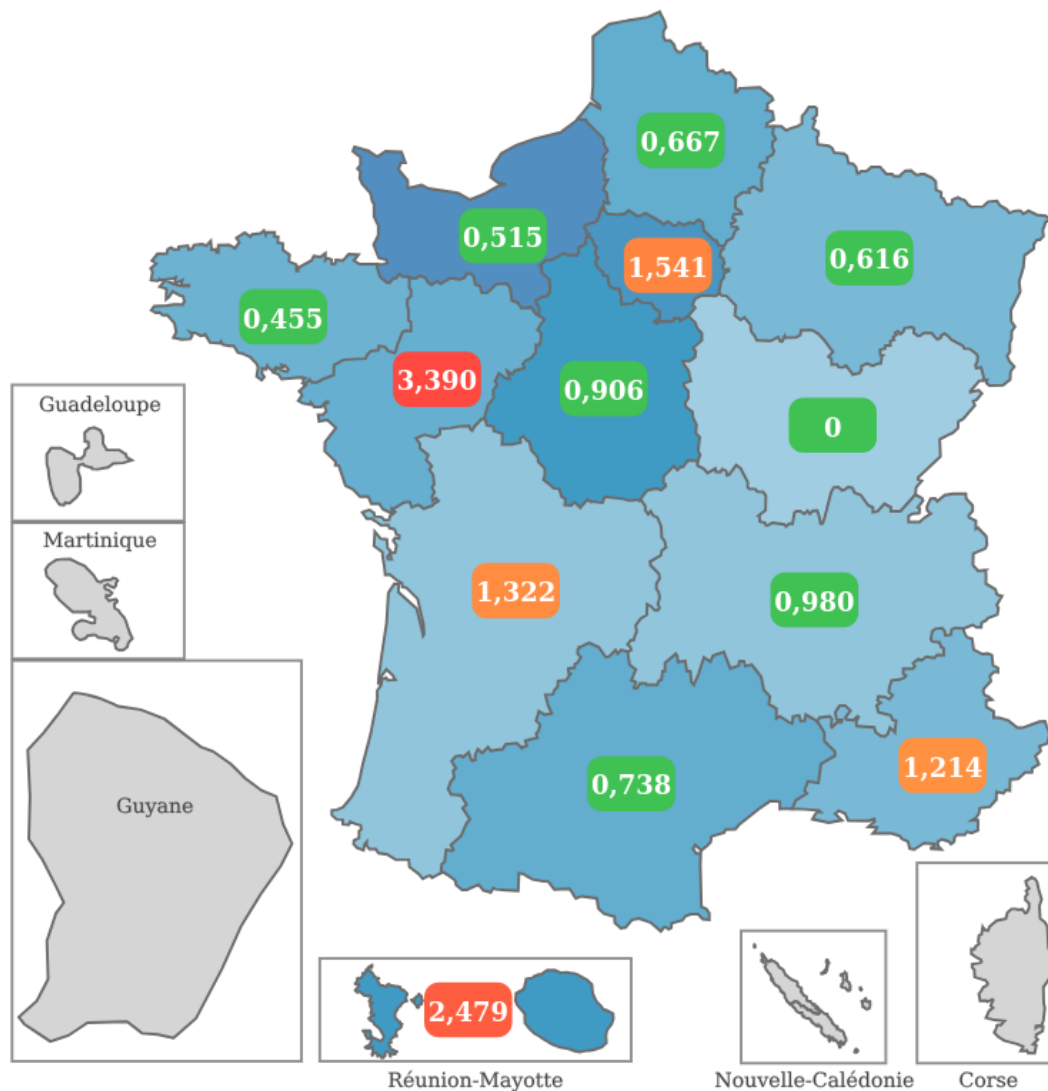 0,667
0,515
1,541
0,616
0,455
3,390
0,906
0
Guadeloupe
Martinique
1,322
0,980
0,738
1,214
Guyane
2,479
Réunion-Mayotte
Nouvelle-Calédonie
Corse